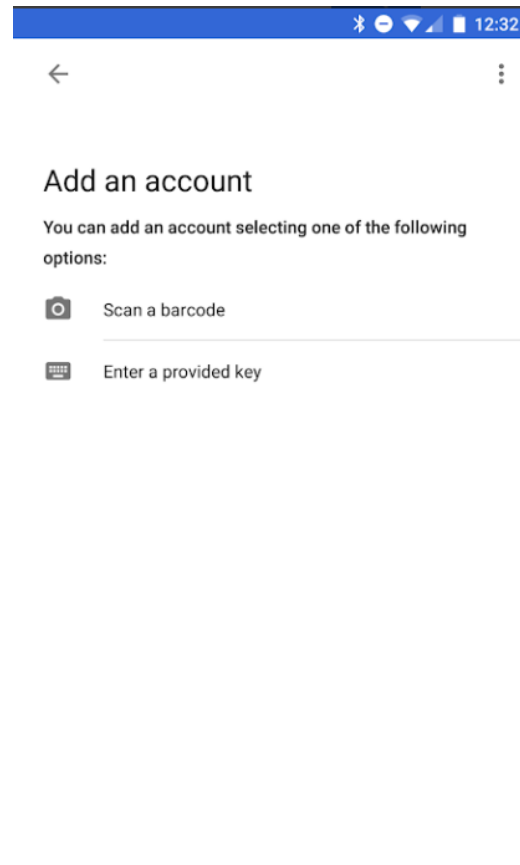 12:32
Add an account
You can add an account selecting one of the following
options:
Scan a barcode
Enter a provided key